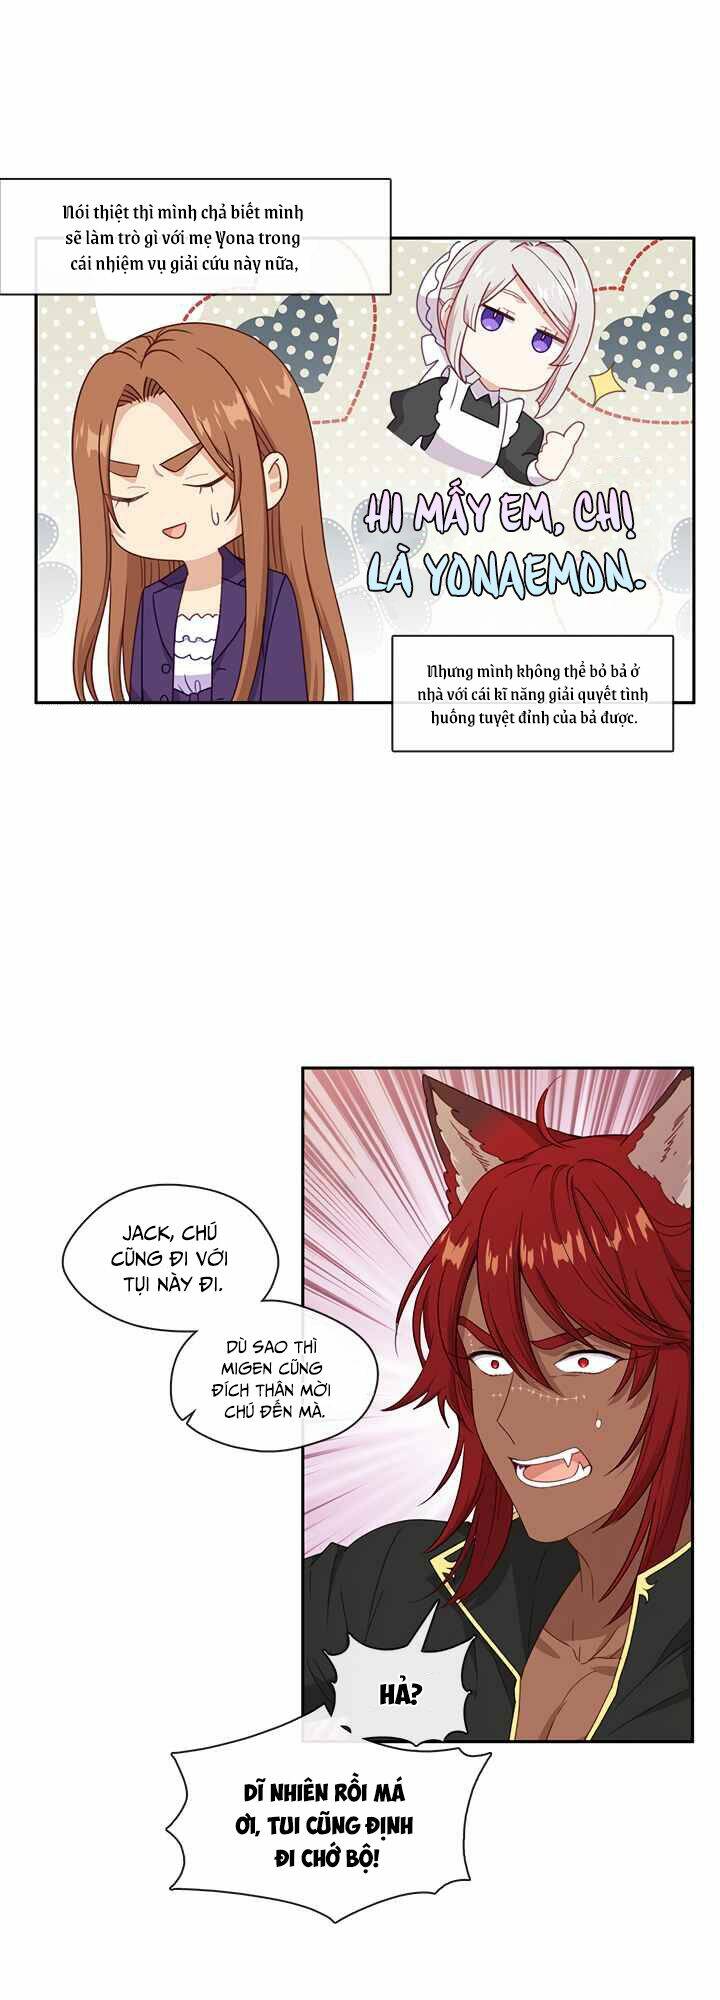 Nói thiệt thì mình chả biết mình
sẽ làm trò gì với mẹ Yona trong
cái nhiệm vụ giải cứu này nữa,
HI MẤY EM, CHỊ
LÀ YONAEMON.
Nhưng mình không thể bỏ bả ở
nhà với cái kĩ năng giải quyết tình
huống tuyệt đỉnh của bả được.
JACK, CHÚ
CŨNG ĐI VỚI
TỤI NÀY ĐI.
DÙ SAO THÌ
MIGEN CŨNG
ĐÍCH THÂN MỜI
CHÚ ĐẾN MÀ.
HẢ?
DĨ NHIÊN RỒI MÁ
ƠI, TUI CŨNG ĐỊNH
ĐI CHỚ BỘ!